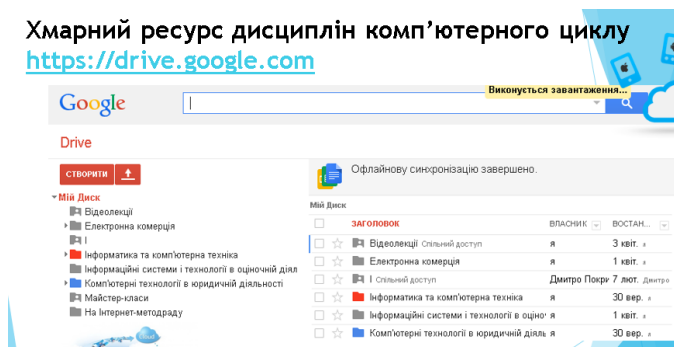 Хмарний ресурс дисциплін комп’ютерного циклу
https://drive.google.com
Виконується завантаження...
Google
Drive
СТВОРИТИ
Офлайнову синхронізацію завершено.
Мій Диск
Відеолекції
Електронна комерція
І
Інформатика та комп'ютерна техніка
Інформаційні системи і технології в оціночній діял
Комп'ютерні технології в юридичній діяльності
Майстер-класи
На Інтернет-методраду
Мій Диск
ЗАГОЛОВОК ВЛАСНИК ВОСТАН...
Відеолекції Спільний доступ я 3 квіт. я
Електронна комерція я 1 квіт. я
І Спільний доступ Дмитро Покри 7 лют. Дмитро
Інформатика та комп'ютерна техніка я 30 вер. я
Інформаційні системи і технології в оціно я 1 квіт. я
Комп'ютерні технології в юридичній діяль я 30 вер. я